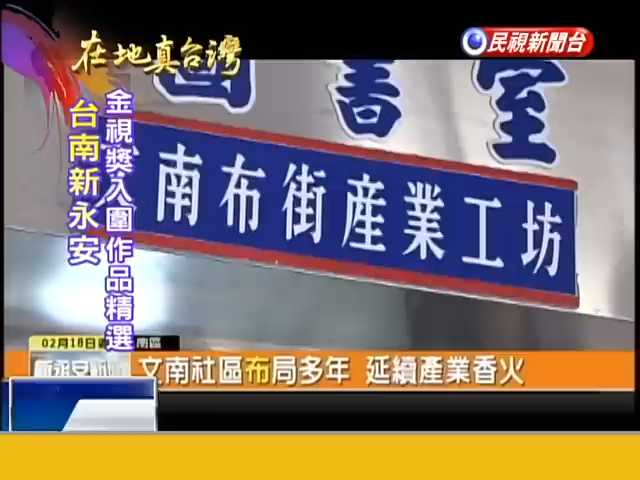 在地真台灣
民視新聞台
金視獎入圍作品精選
台南新永安
圖書室
南布街產業工坊
02月18日
南區
文南社區布局多年 延續產業香火